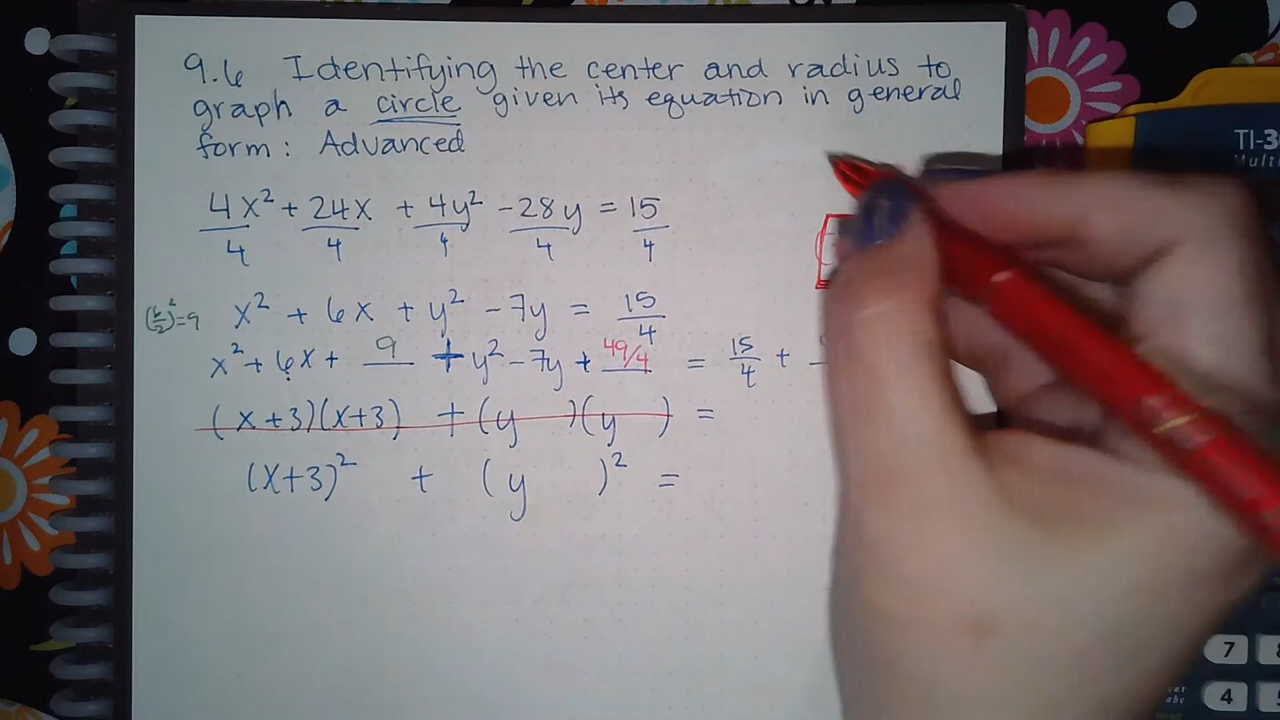 9.6 Identifying the center and radius to
graph a circle given its equation in general
form: Advanced
4x² + 24x + 4y² - 28y = 15
4 4 4 4 4
(6/2)² = 9 x² + 6x + y² - 7y = 15/4
x² + 6x + 9 + y² - 7y + 49/4 = 15/4 +
(x+3)(x+3) + (y )(y ) =
(x+3)² + (y )² =
TI-3
Multi
7
4